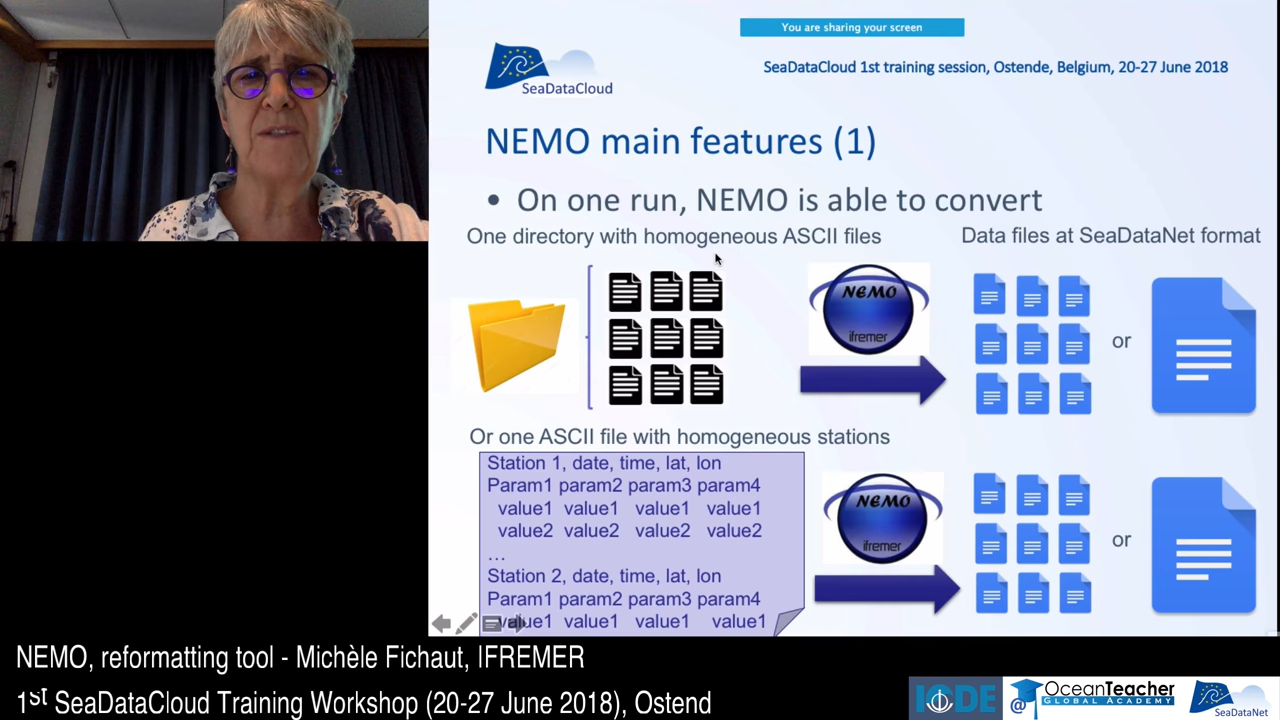 You are sharing your screen
SeaDataCloud
SeaDataCloud 1st training session, Ostende, Belgium, 20-27 June 2018
NEMO main features (1)
• On one run, NEMO is able to convert
One directory with homogeneous ASCII files
Data files at SeaDataNet format
NEMO
ifremer
or
Or one ASCII file with homogeneous stations
Station 1, date, time, lat, lon
Param1 param2 param3 param4
value1 value1 value1 value1
value2 value2 value2 value2
...
Station 2, date, time, lat, lon
Param1 param2 param3 param4
value1 value1 value1 value1
NEMO
ifremer
or
NEMO, reformatting tool - Michèle Fichaut, IFREMER
1st SeaDataCloud Training Workshop (20-27 June 2018), Ostend
IODE
@
OceanTeacher
GLOBAL ACADEMY
SeaDataNet